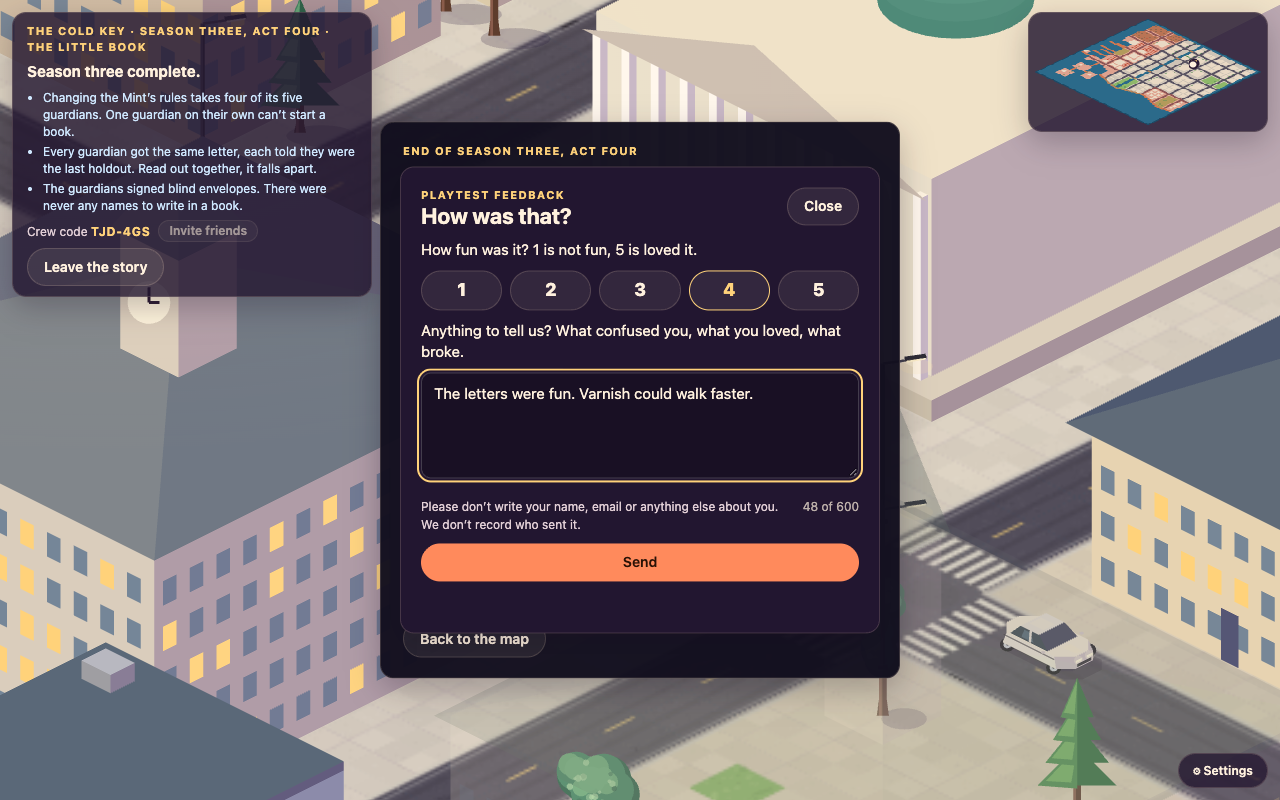 THE COLD KEY · SEASON THREE, ACT FOUR ·
THE LITTLE BOOK
Season three complete.
• Changing the Mint’s rules takes four of its five
guardians. One guardian on their own can’t start a
book.
• Every guardian got the same letter, each told they were
the last holdout. Read out together, it falls apart.
• The guardians signed blind envelopes. There were
never any names to write in a book.
Crew code TJD-4GS Invite friends
Leave the story
END OF SEASON THREE, ACT FOUR
PLAYTEST FEEDBACK
How was that?
Close
How fun was it? 1 is not fun, 5 is loved it.
1 2 3 4 5
Anything to tell us? What confused you, what you loved, what
broke.
The letters were fun. Varnish could walk faster.
Please don’t write your name, email or anything else about you.
We don’t record who sent it.
48 of 600
Send
Back to the map
⚙ Settings